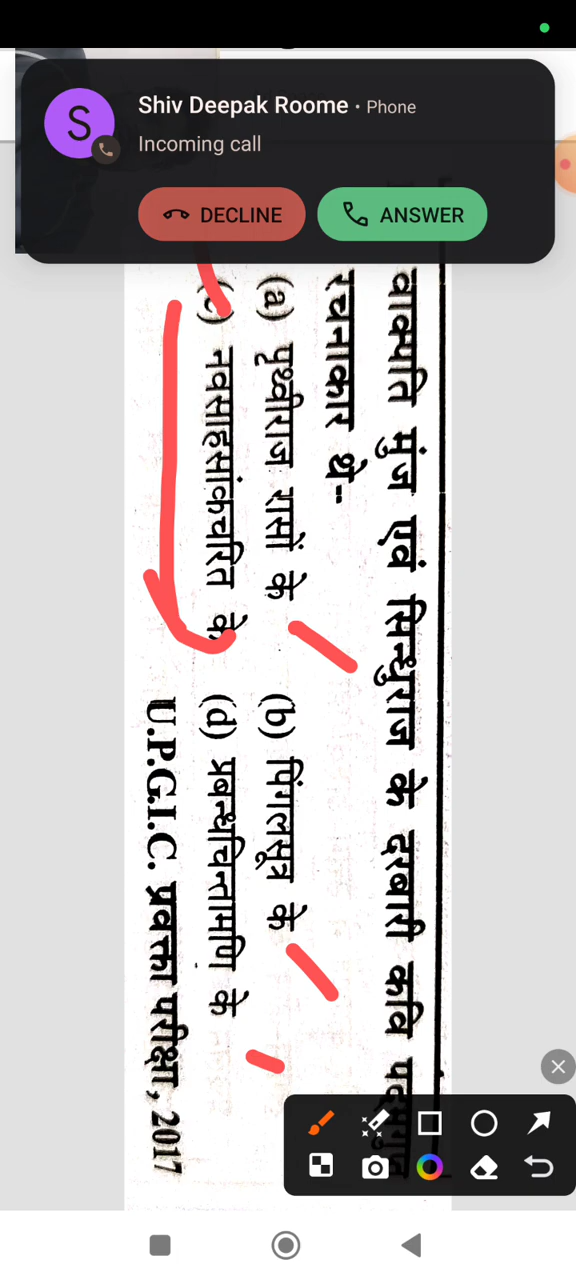 Shiv Deepak Roome • Phone
S
Incoming call
DECLINE
ANSWER
वाक्पति मुंज एवं सिन्धुराज के दरबारी कवि
रचनाकार थे--
(a) पृथ्वीराज रासों के (b) पिंगलसूत्र के
(c) नवसाहसांकचरित के (d) प्रबन्धचिन्तामणि के
U.P.G.I.C. प्रवक्ता परीक्षा, 2017